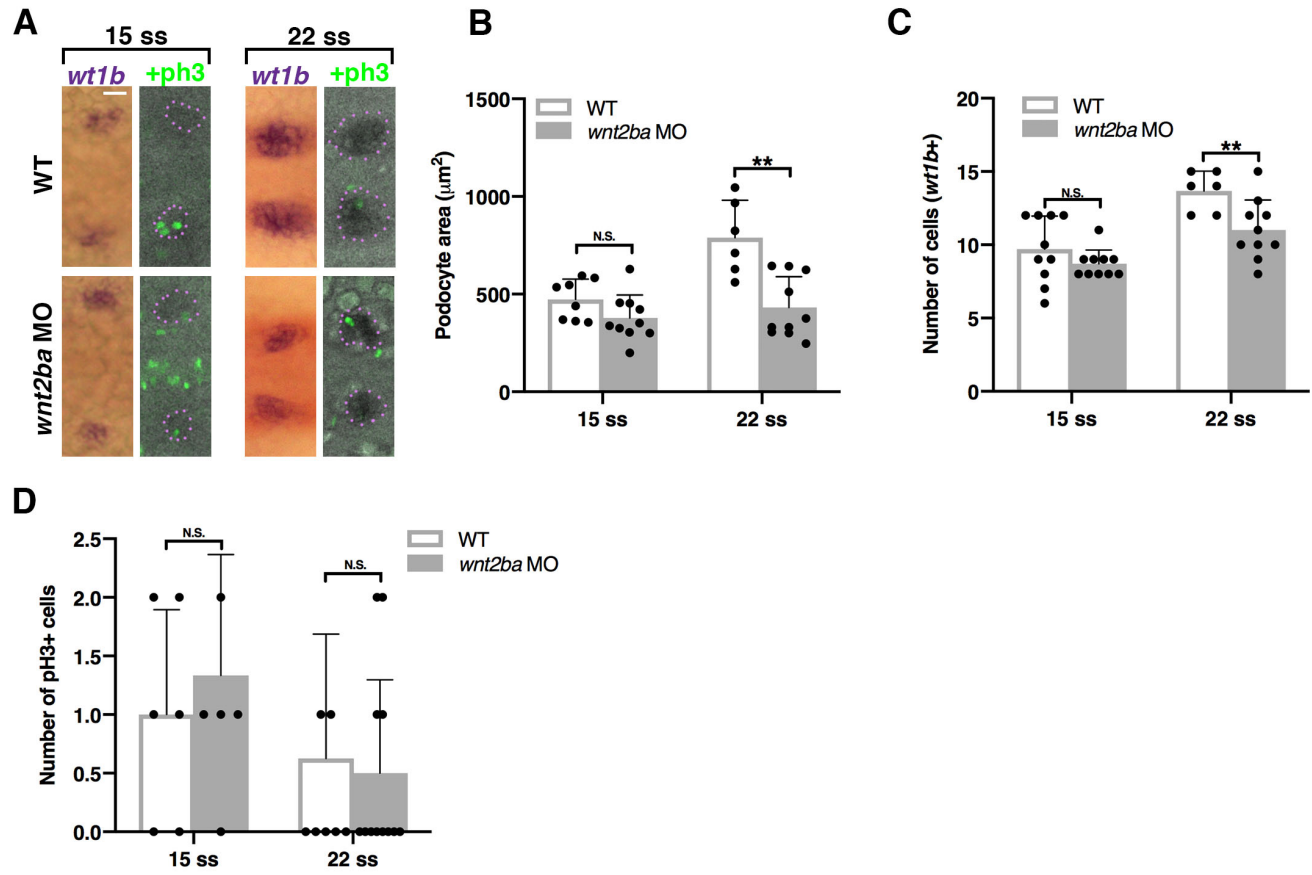 A
15 ss
22 ss
wt1b +ph3
wt1b +ph3
WT
wnt2ba MO
B
WT
wnt2ba MO
Podocyte area (μm²)
1500
1000
500
0
N.S.
**
15 ss
22 ss
C
WT
wnt2ba MO
Number of cells (wt1b+)
20
15
10
5
0
N.S.
**
15 ss
22 ss
D
WT
wnt2ba MO
Number of pH3+ cells
2.5
2.0
1.5
1.0
0.5
0.0
N.S.
N.S.
15 ss
22 ss